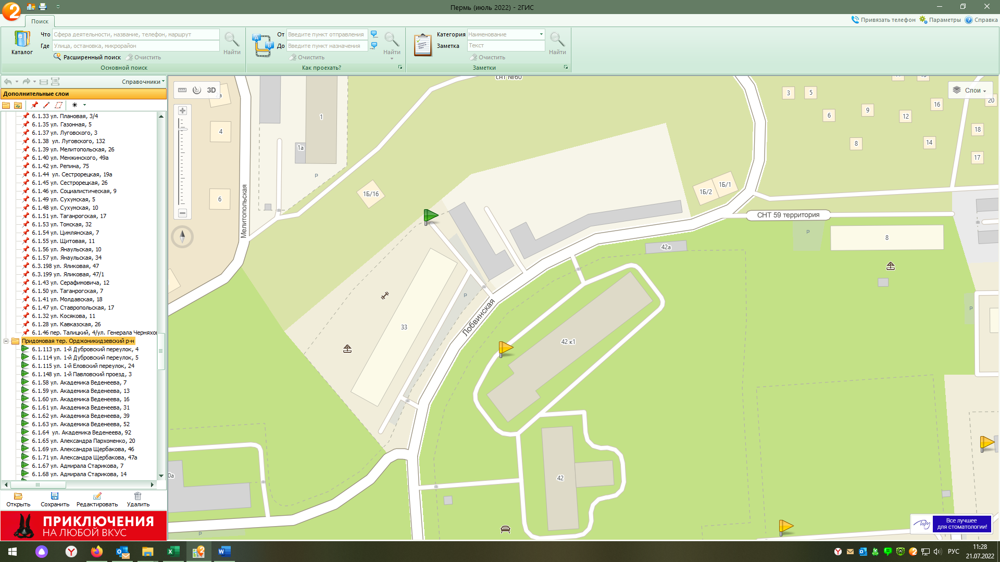 Пермь (июль 2022) - 2ГИС
Поиск
Привязать телефон
Параметры
Справка
Каталог
Что
Сфера деятельности, название, телефон, маршрут
Где
Улица, остановка, микрорайон
Расширенный поиск
Очистить
Найти
Основной поиск
От
Введите пункт отправления
До
Введите пункт назначения
Очистить
Найти
Как проехать?
Категория
Наименование
Заметка
Текст
Очистить
Найти
Заметки
Справочники
Дополнительные слои
6.1.33 ул. Плановая, 3/4
6.1.35 ул. Газонная, 5
6.1.37 ул. Луговского, 3
6.1.38 ул. Луговского, 132
6.1.39 ул. Мелитопольская, 26
6.1.40 ул. Менжинского, 49а
6.1.42 ул. Репина, 75
6.1.44 ул. Сестрорецкая, 19а
6.1.45 ул. Сестрорецкая, 26
6.1.46 ул. Социалистическая, 9
6.1.49 ул. Сухумская, 5
6.1.48 ул. Сухумская, 10
6.1.51 ул. Таганрогская, 17
6.1.53 ул. Томская, 32
6.1.54 ул. Цимлянская, 7
6.1.55 ул. Щитовая, 11
6.1.56 ул. Янаульская, 10
6.1.57 ул. Янаульская, 34
6.3.198 ул. Яликовая, 47
6.3.199 ул. Яликовая, 47/1
6.1.43 ул. Серафимовича, 12
6.1.50 ул. Таганрогская, 7
6.1.41 ул. Молдавская, 18
6.1.47 ул. Ставропольская, 17
6.1.32 ул. Косякова, 11
6.1.28 ул. Кавказская, 26
6.1.46 пер. Талицкий, 4/ул. Генерала Черняхо
Придомовая тер. Орджоникидзевский р-н
6.1.113 ул. 1-й Дубровский переулок, 4
6.1.114 ул. 1-й Дубровский переулок, 5
6.1.115 ул. 1-й Еловский переулок, 24
6.1.148 ул. 1-й Павловский проезд, 3
6.1.58 ул. Академика Веденеева, 7
6.1.59 ул. Академика Веденеева, 13
6.1.60 ул. Академика Веденеева, 16
6.1.61 ул. Академика Веденеева, 31
6.1.62 ул. Академика Веденеева, 39
6.1.63 ул. Академика Веденеева, 52
6.1.64 ул. Академика Веденеева, 92
6.1.65 ул. Александра Пархоменко, 20
6.1.69 ул. Александра Щербакова, 46
6.1.71 ул. Александра Щербакова, 47а
6.1.67 ул. Адмирала Старикова, 7
6.1.68 ул. Адмирала Старикова, 14
Открыть
Сохранить
Редактировать
Удалить
ПРИКЛЮЧЕНИЯ
НА ЛЮБОЙ ВКУС
3D
Слои
СНТ №60
4
6
1
1а
P
Мелитопольская
1Б/16
1Б/2
1Б/1
3
5
6
9
12
16
20
8
14
18
17
СНТ 59 территория
P
8
42а
33
P
Лобвинская
42 к1
42
0а
P
P
Все лучшее
для стоматологии!
РУС
11:28
21.07.2022